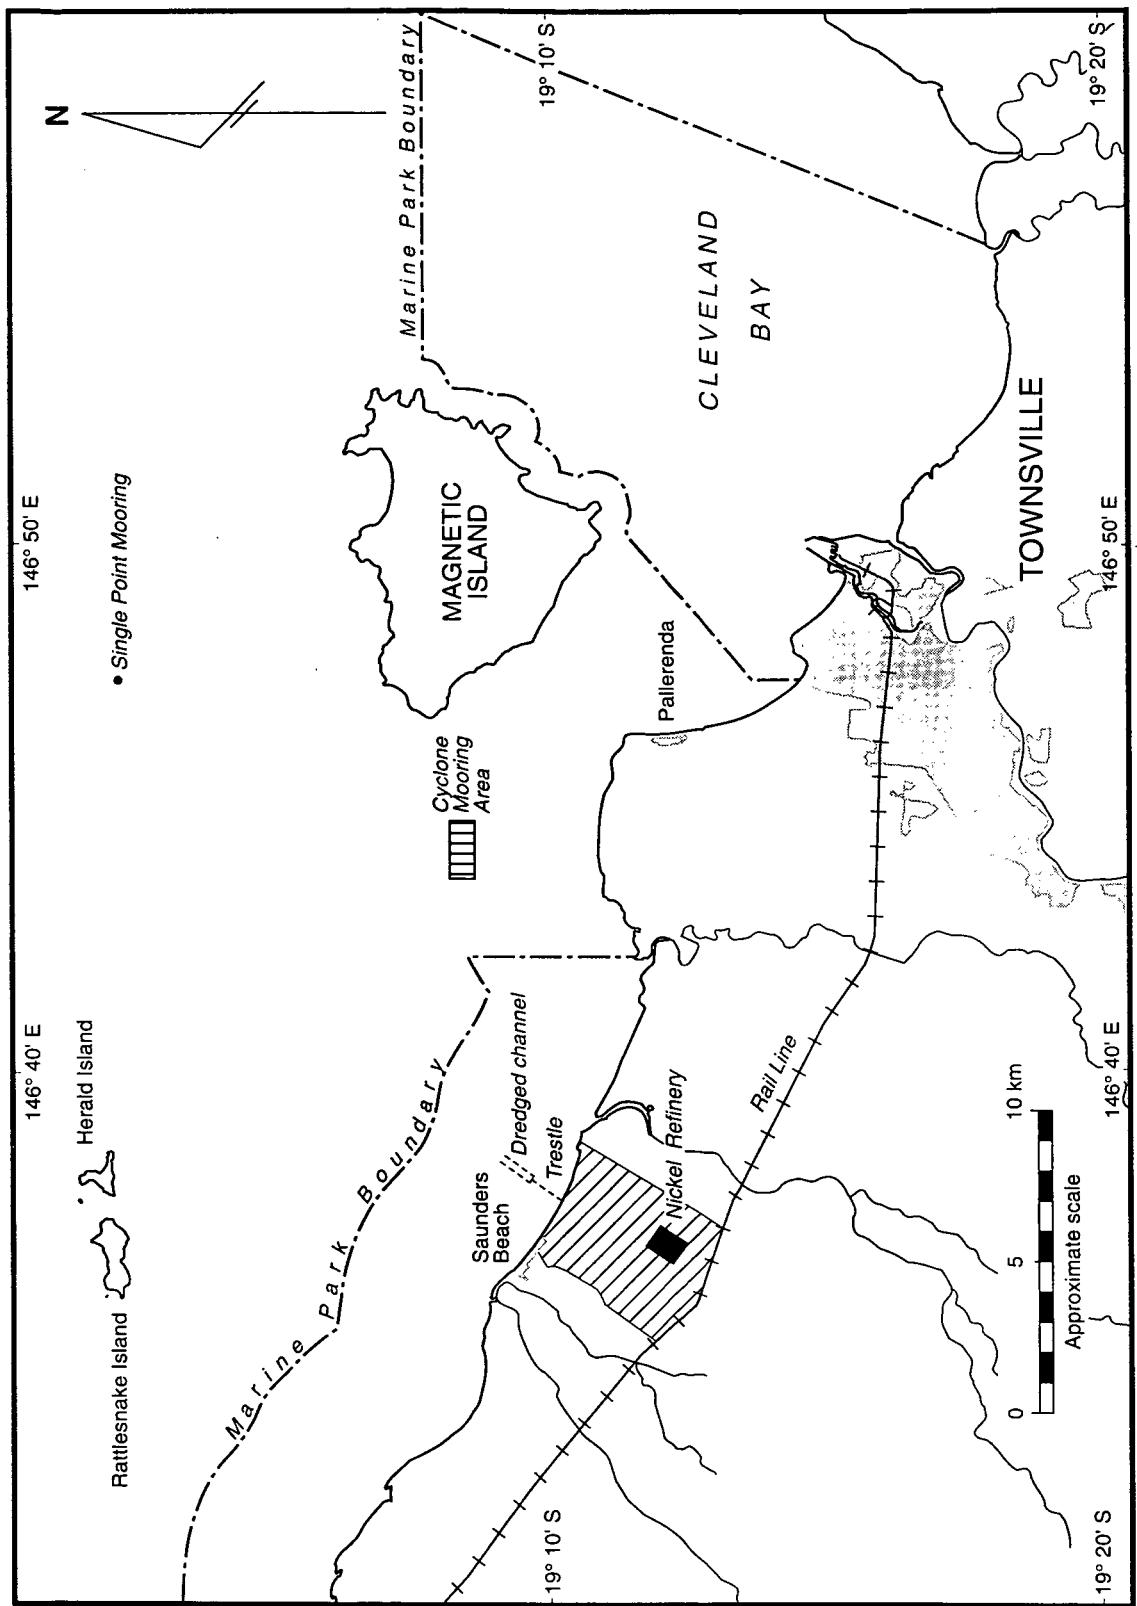 146° 40' E
146° 50' E
N
Rattlesnake Island
Herald Island
• Single Point Mooring
Marine Park Boundary
Marine Park Boundary
Cyclone
Mooring
Area
MAGNETIC
ISLAND
Saunders
Beach
Dredged channel
Trestle
19° 10' S
19° 10' S
Pallerenda
CLEVELAND
BAY
Nickel Refinery
Rail Line
TOWNSVILLE
0 5 10 km
Approximate scale
19° 20' S
146° 40' E
146° 50' E
19° 20' S